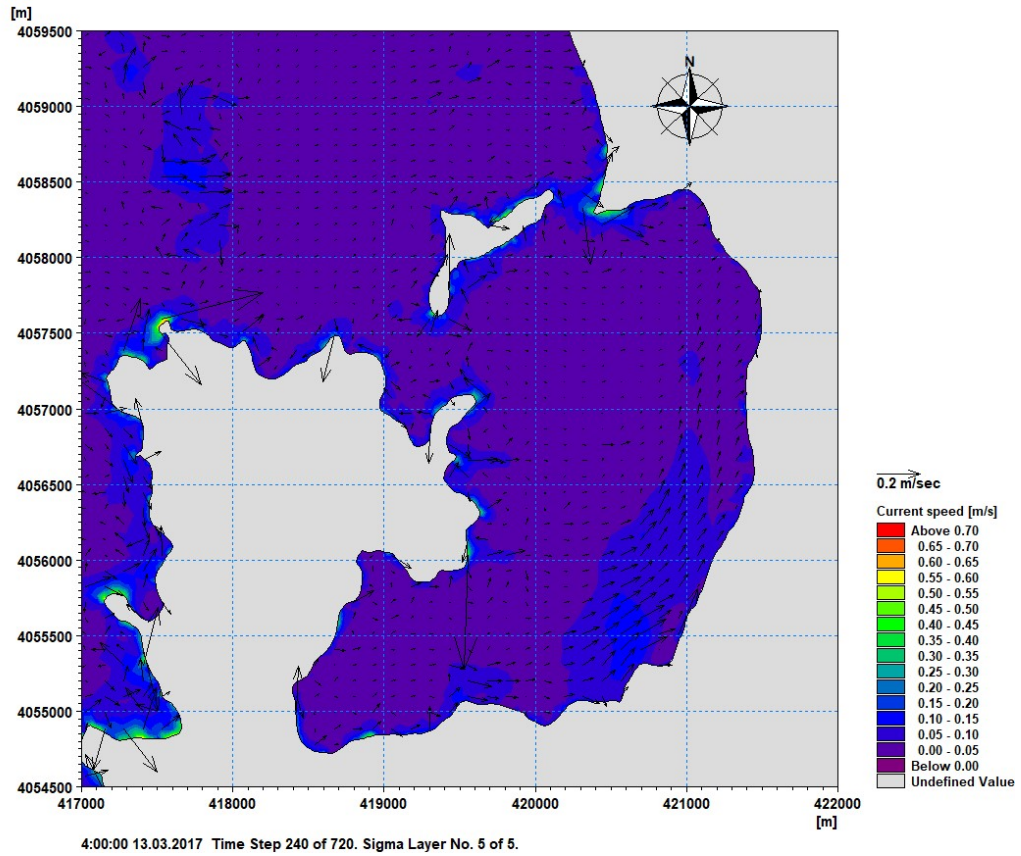 [m]
4059500
4059000
4058500
4058000
4057500
4057000
4056500
4056000
4055500
4055000
4054500
417000 418000 419000 420000 421000 422000
[m]
N
0.2 m/sec
Current speed [m/s]
Above 0.70
0.65 - 0.70
0.60 - 0.65
0.55 - 0.60
0.50 - 0.55
0.45 - 0.50
0.40 - 0.45
0.35 - 0.40
0.30 - 0.35
0.25 - 0.30
0.20 - 0.25
0.15 - 0.20
0.10 - 0.15
0.05 - 0.10
0.00 - 0.05
Below 0.00
Undefined Value
4:00:00 13.03.2017 Time Step 240 of 720. Sigma Layer No. 5 of 5.